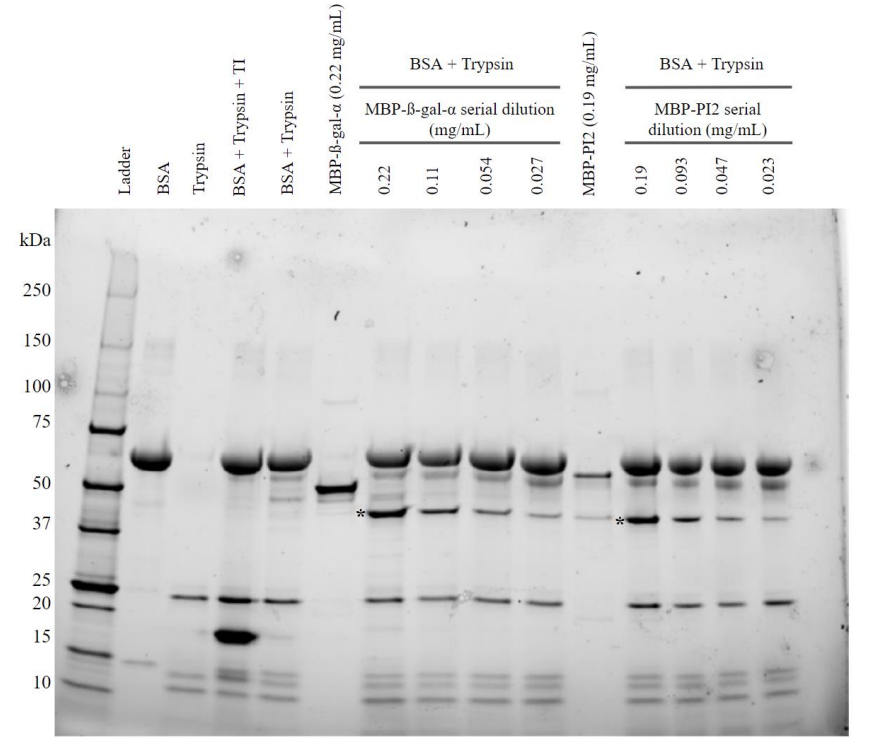 Ladder
BSA
Trypsin
BSA + Trypsin + TI
BSA + Trypsin
MBP-ß-gal-α (0.22 mg/mL)
BSA + Trypsin
MBP-ß-gal-α serial dilution
(mg/mL)
0.22
0.11
0.054
0.027
MBP-PI2 (0.19 mg/mL)
BSA + Trypsin
MBP-PI2 serial
dilution (mg/mL)
0.19
0.093
0.047
0.023
kDa
250
150
100
75
50
37
25
20
15
10
*
*